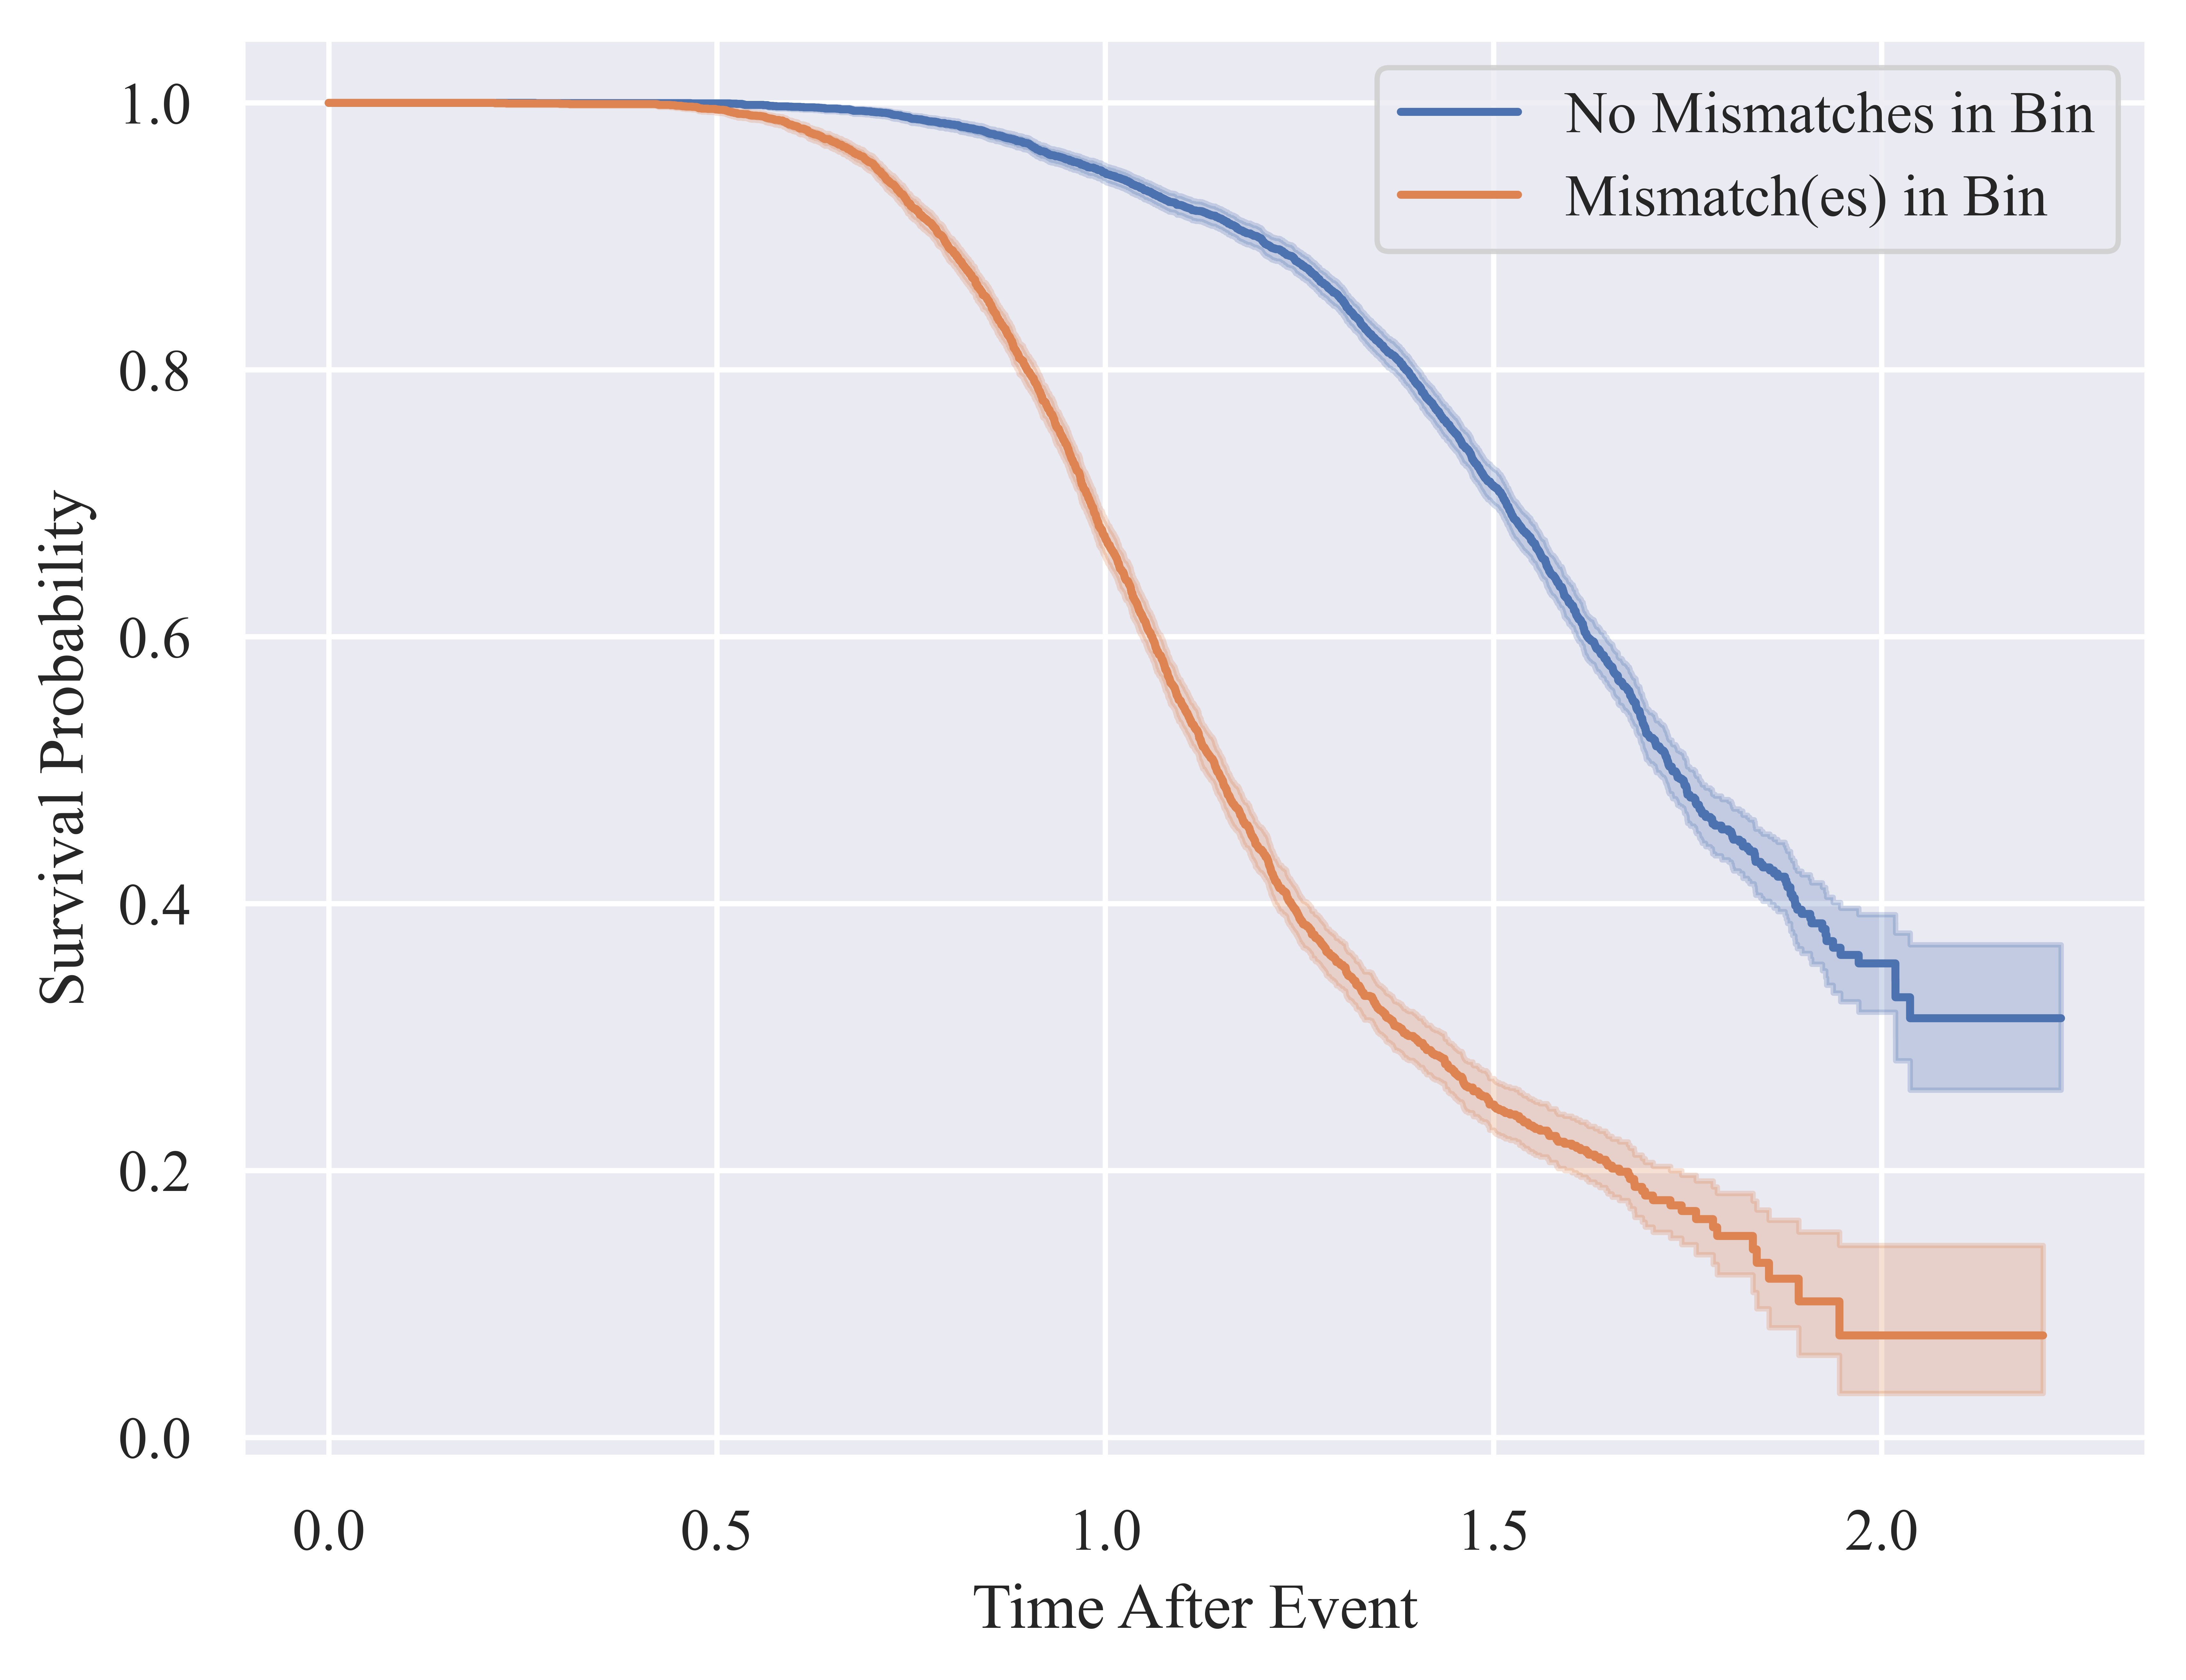 No Mismatches in Bin
Mismatch(es) in Bin
1.0
0.8
0.6
0.4
0.2
0.0
Survival Probability
0.0 0.5 1.0 1.5 2.0
Time After Event